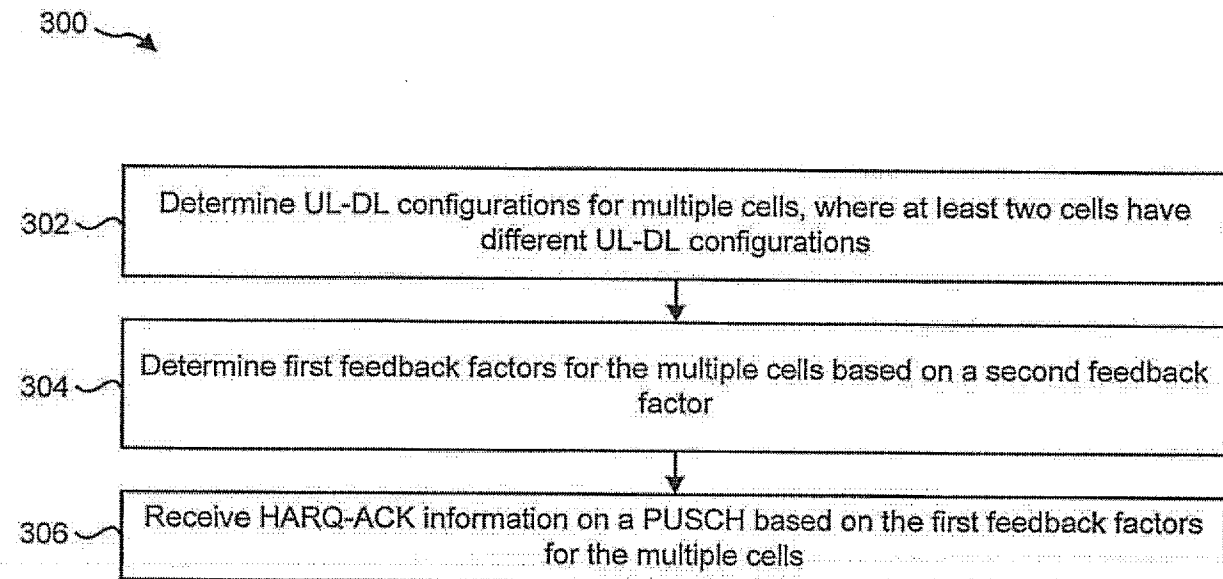 300
302
Determine UL-DL configurations for multiple cells, where at least two cells have
different UL-DL configurations
304
Determine first feedback factors for the multiple cells based on a second feedback
factor
306
Receive HARQ-ACK information on a PUSCH based on the first feedback factors
for the multiple cells